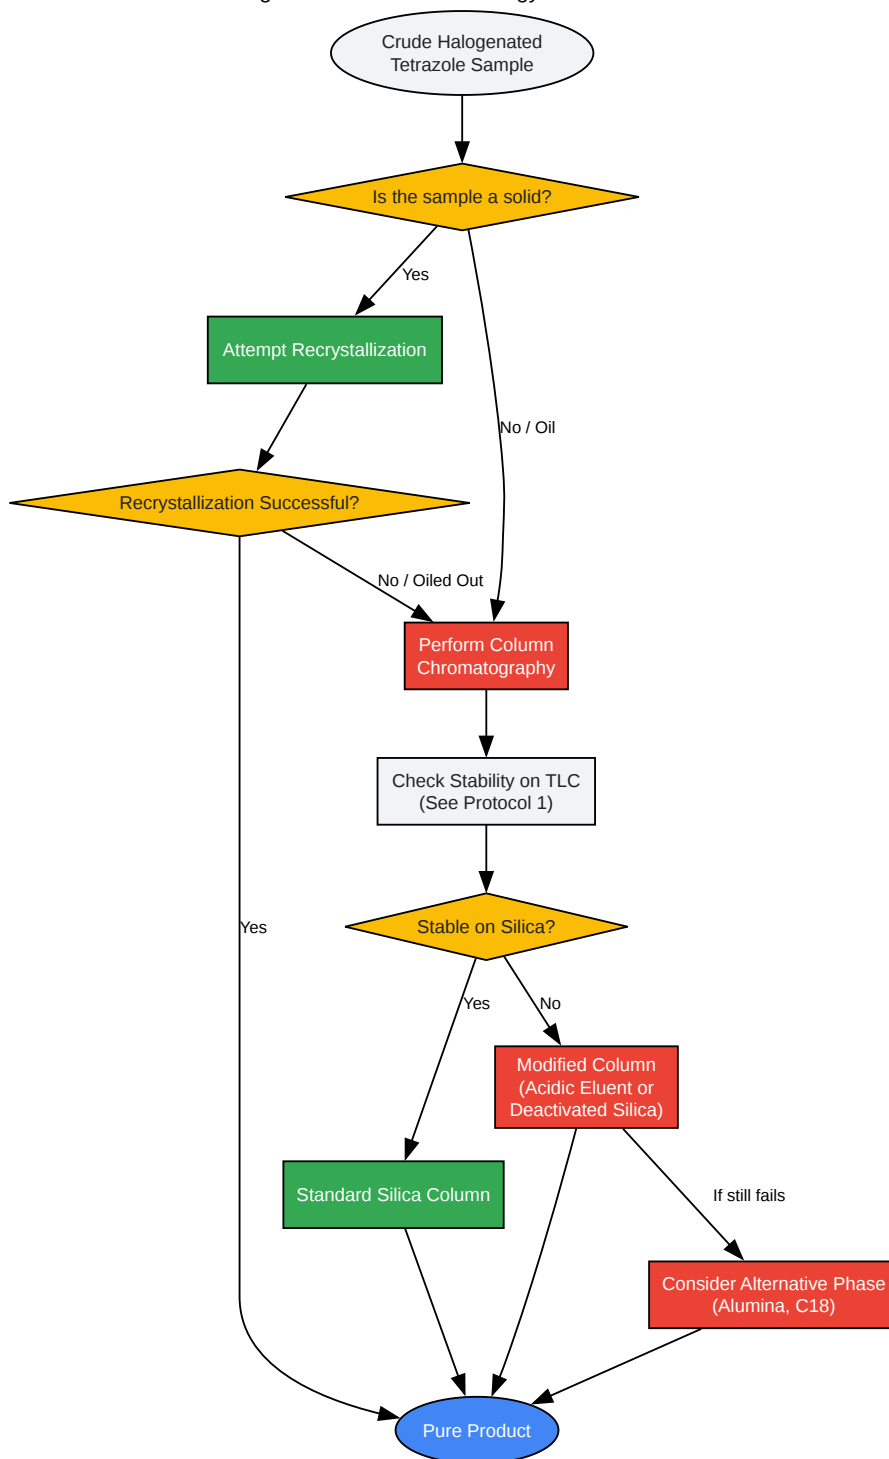 Crude Halogenated
Tetrazole Sample
Is the sample a solid?
Yes
Attempt Recrystallization
No / Oil
Recrystallization Successful?
No / Oiled Out
Perform Column
Chromatography
Check Stability on TLC
(See Protocol 1)
Yes
Stable on Silica?
Yes
No
Modified Column
(Acidic Eluent or
Deactivated Silica)
Standard Silica Column
If still fails
Consider Alternative Phase
(Alumina, C18)
Pure Product